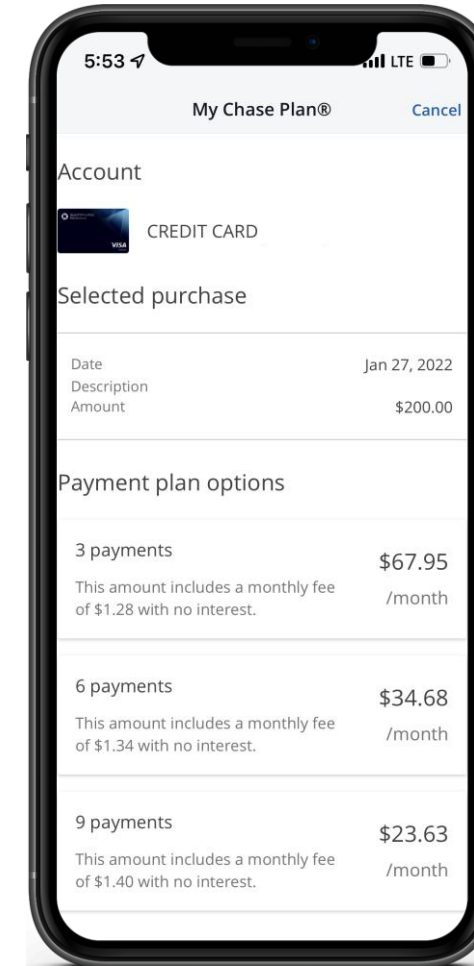 5:53
LTE
My Chase Plan®
Cancel
Account
VISA
CREDIT CARD
Selected purchase
Date
Jan 27, 2022
Description
Amount
$200.00
Payment plan options
3 payments
$67.95
This amount includes a monthly fee
/month
of $1.28 with no interest.
6 payments
$34.68
This amount includes a monthly fee
/month
of $1.34 with no interest.
9 payments
$23.63
This amount includes a monthly fee
/month
of $1.40 with no interest.